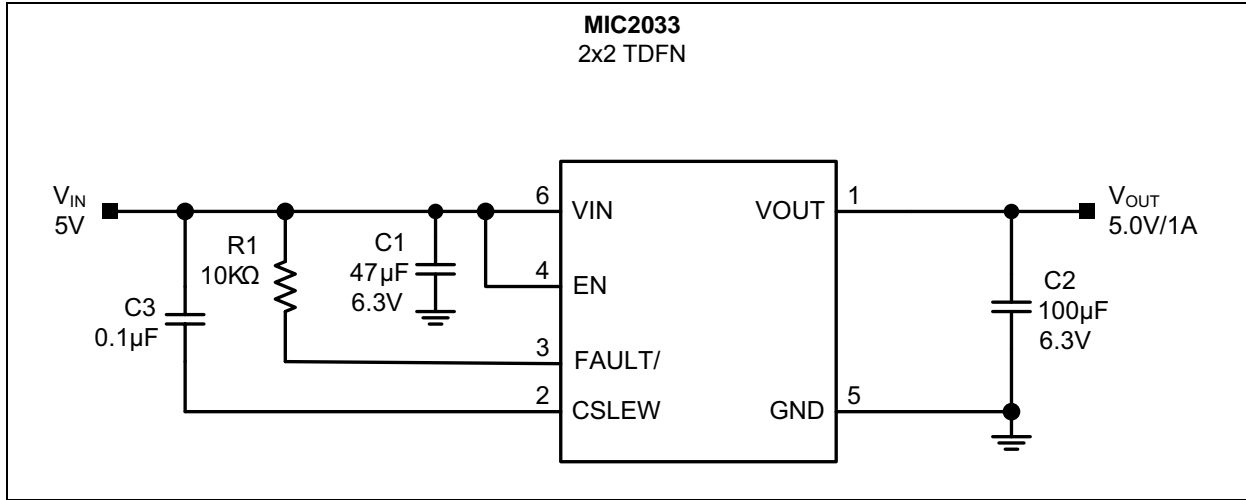 MIC2033
2x2 TDFN
VIN
5V
R1
10KΩ
C1
47µF
6.3V
C3
0.1µF
6
VIN
4
EN
3
FAULT/
2
CSLEW
VOUT
1
GND
5
VOUT
5.0V/1A
C2
100µF
6.3V